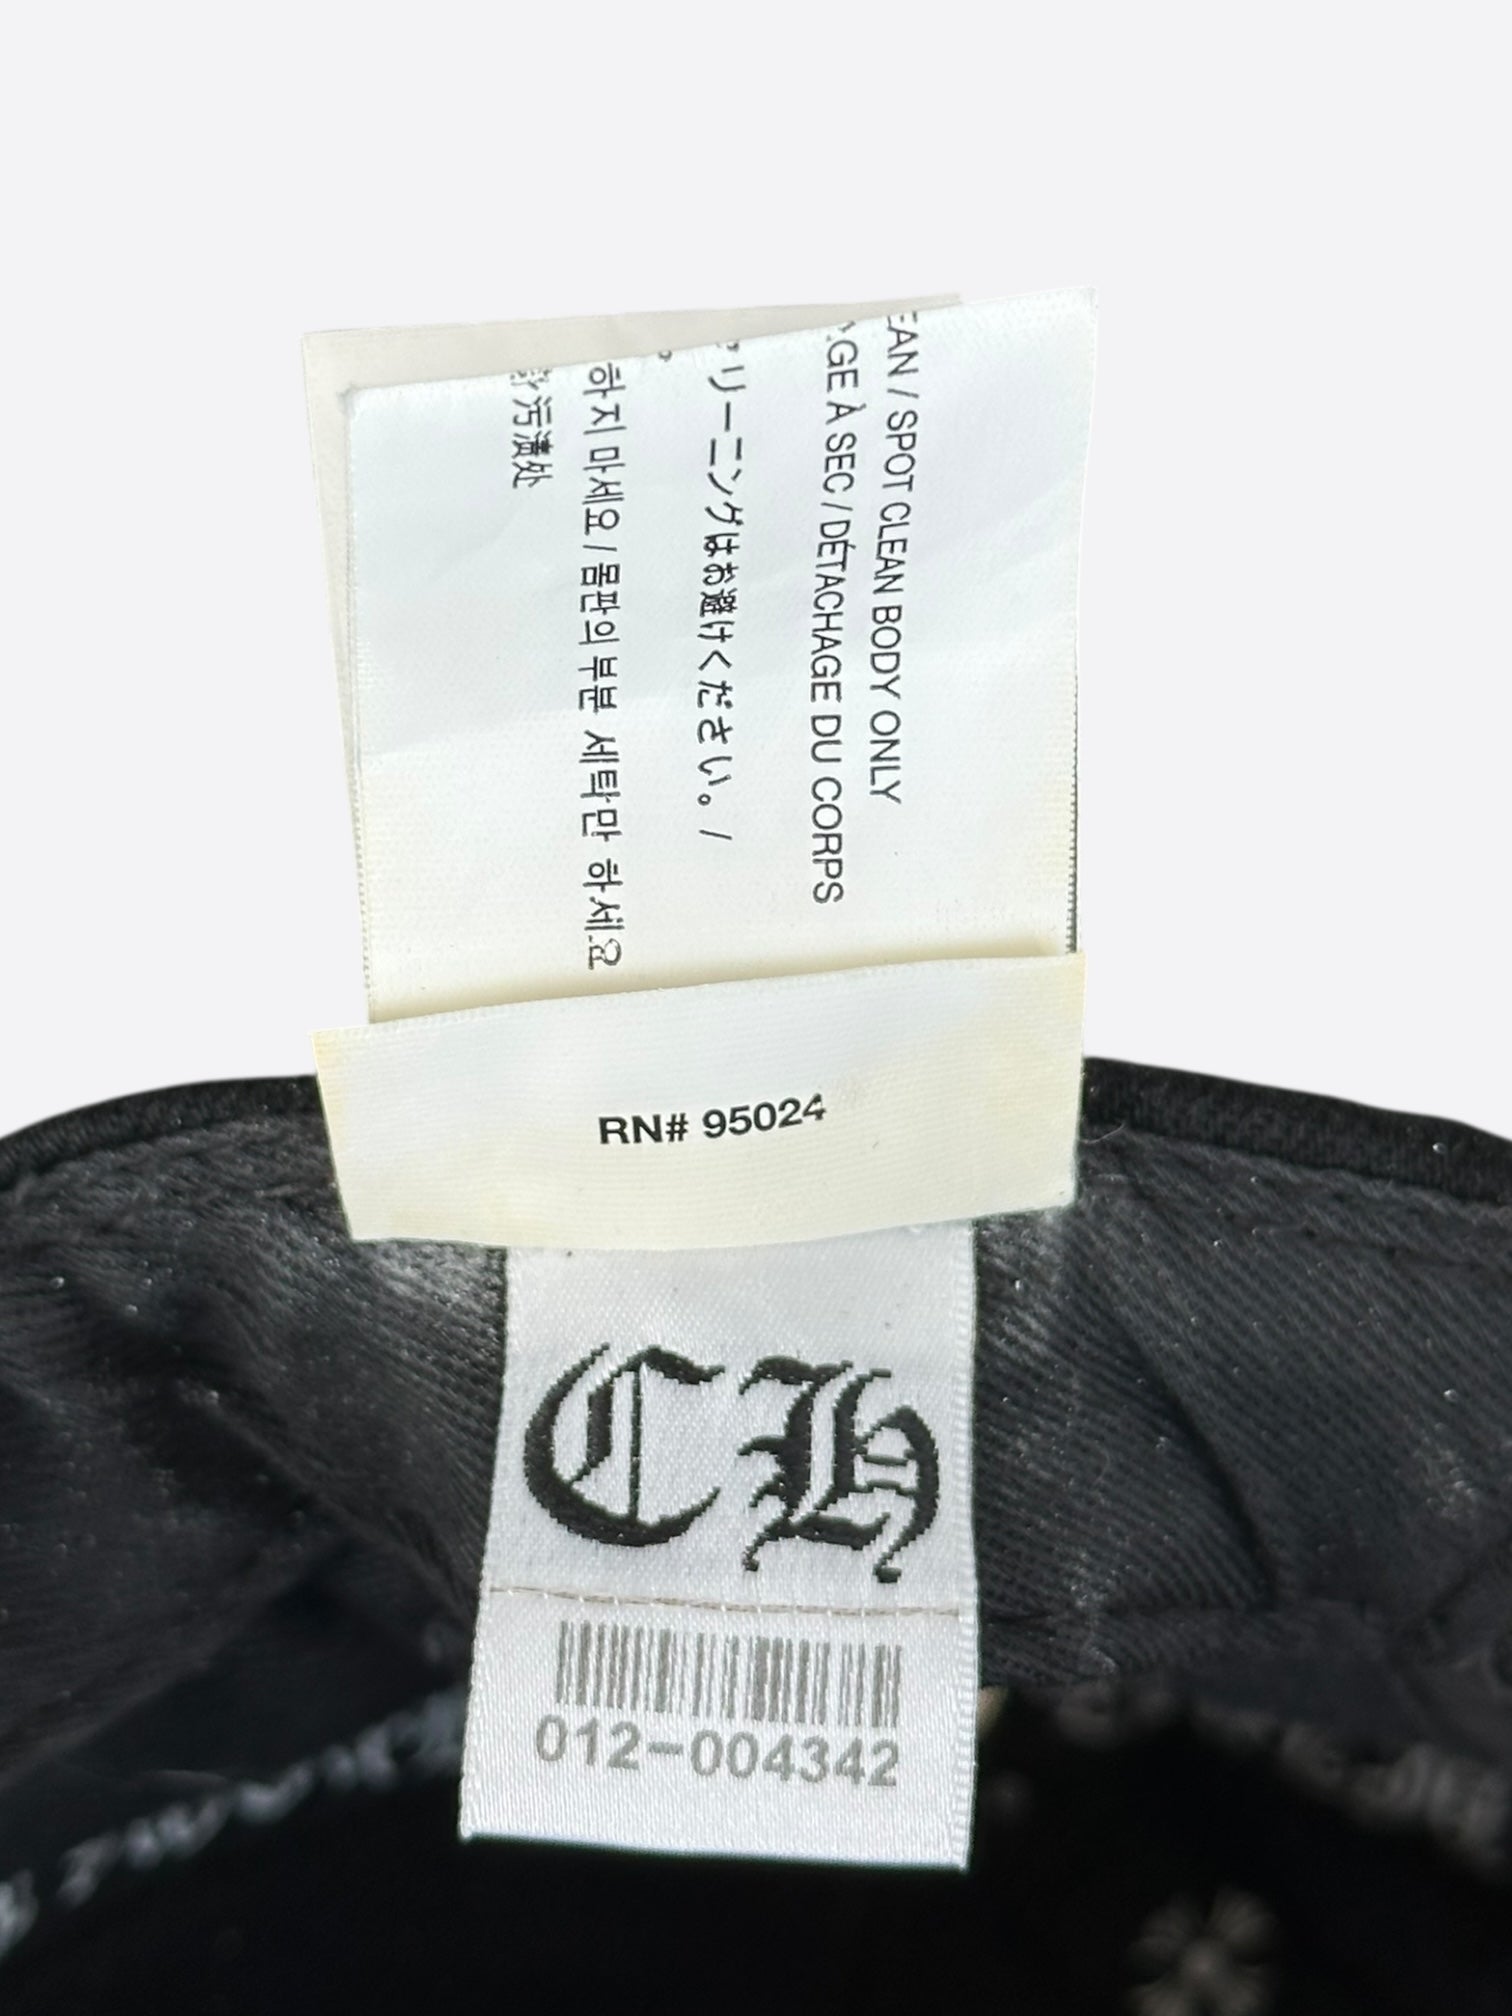 EAN / SPOT CLEAN BODY ONLY
GE À SEC / DÉTACHAGE DU CORPS
リーニングはお避けください。/
하지 마세요 / 몸판의 부분 세탁만 하세요
污渍处
RN# 95024
CH
012-004342